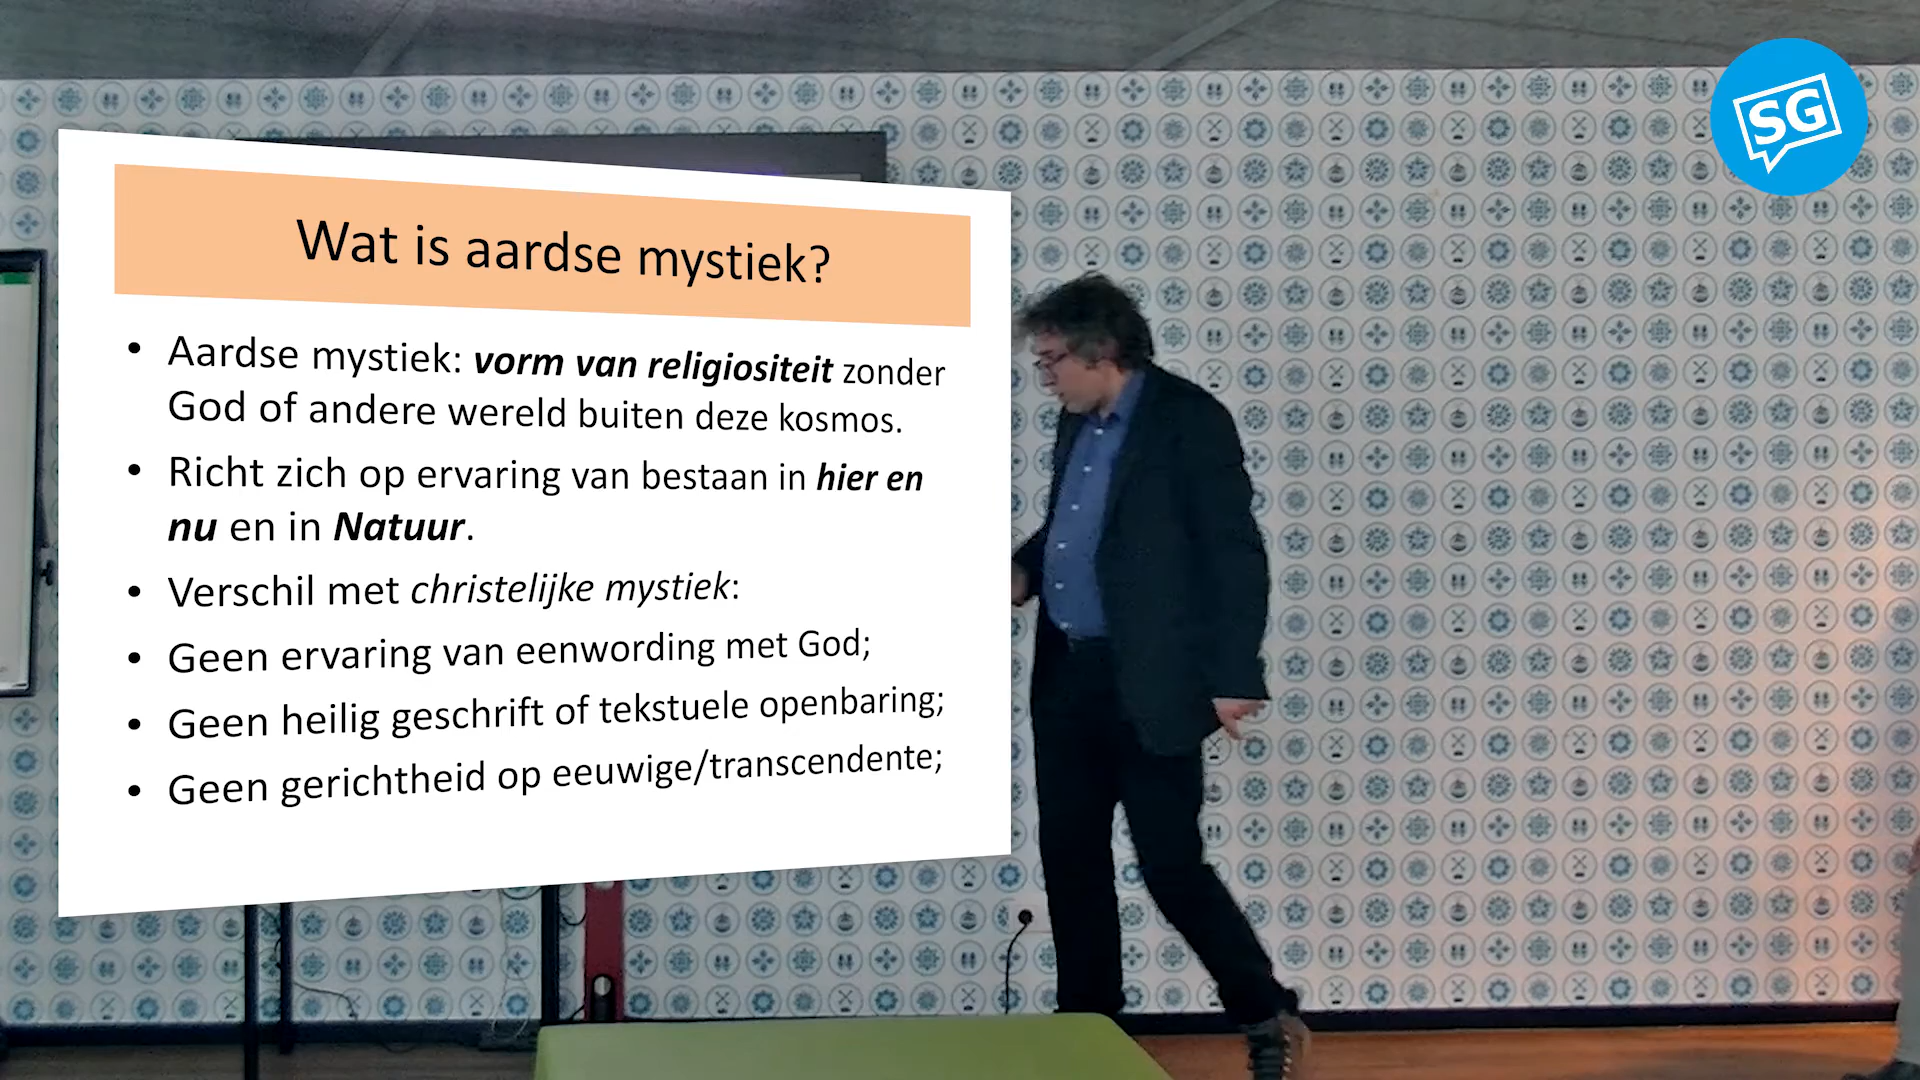 SG
Wat is aardse mystiek?
• Aardse mystiek: vorm van religiositeit zonder
God of andere wereld buiten deze kosmos.
• Richt zich op ervaring van bestaan in hier en
nu en in Natuur.
• Verschil met christelijke mystiek:
• Geen ervaring van eenwording met God;
• Geen heilig geschrift of tekstuele openbaring;
• Geen gerichtheid op eeuwige/transcendente;